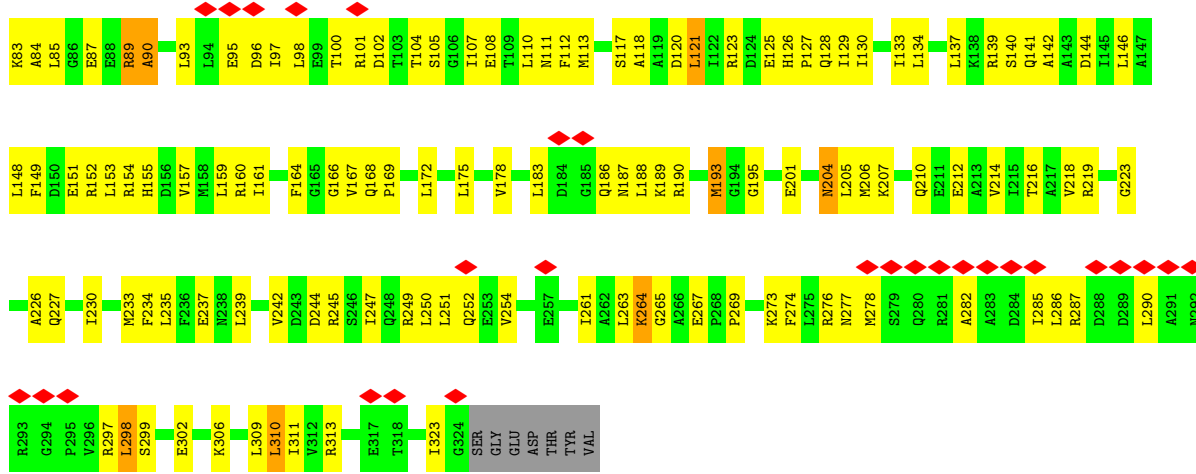 K83 A84 L85 G86 E87 E88 R89 A90 L93 L94 E95 D96 I97 L98 E99 T100 R101 D102 T103 T104 S105 G106 I107 E108 T109 L110 N111 F112 M113 S117 A118 A119 D120 L121 I122 R123 D124 E125 H126 P127 Q128 I129 I130 I133 L134 L137 K138 R139 S140 Q141 A142 A143 D144 I145 L146 A147
L148 F149 D150 E151 R152 L153 R154 H155 D156 V157 M158 L159 R160 I161 F164 G165 G166 V167 Q168 P169 L172 L175 V178 L183 D184 G185 Q186 N187 L188 K189 R190 M193 G194 G195 E201 N204 L205 M206 K207 Q210 E211 E212 A213 V214 I215 T216 A217 V218 R219 G223
A226 Q227 I230 M233 F234 L235 F236 E237 N238 L239 V242 D243 D244 R245 S246 I247 Q248 R249 L250 L251 Q252 E253 V254 E257 I261 A262 L263 K264 G265 A266 E267 P268 P269 K273 F274 L275 R276 N277 M278 S279 Q280 R281 A282 A283 D284 I285 L286 R287 D288 D289 L290 A291 N292
R293 G294 P295 V296 R297 L298 S299 E302 K306 L309 L310 I311 V312 R313 E317 T318 I323 G324 SER GLY GLU ASP THR TYR VAL